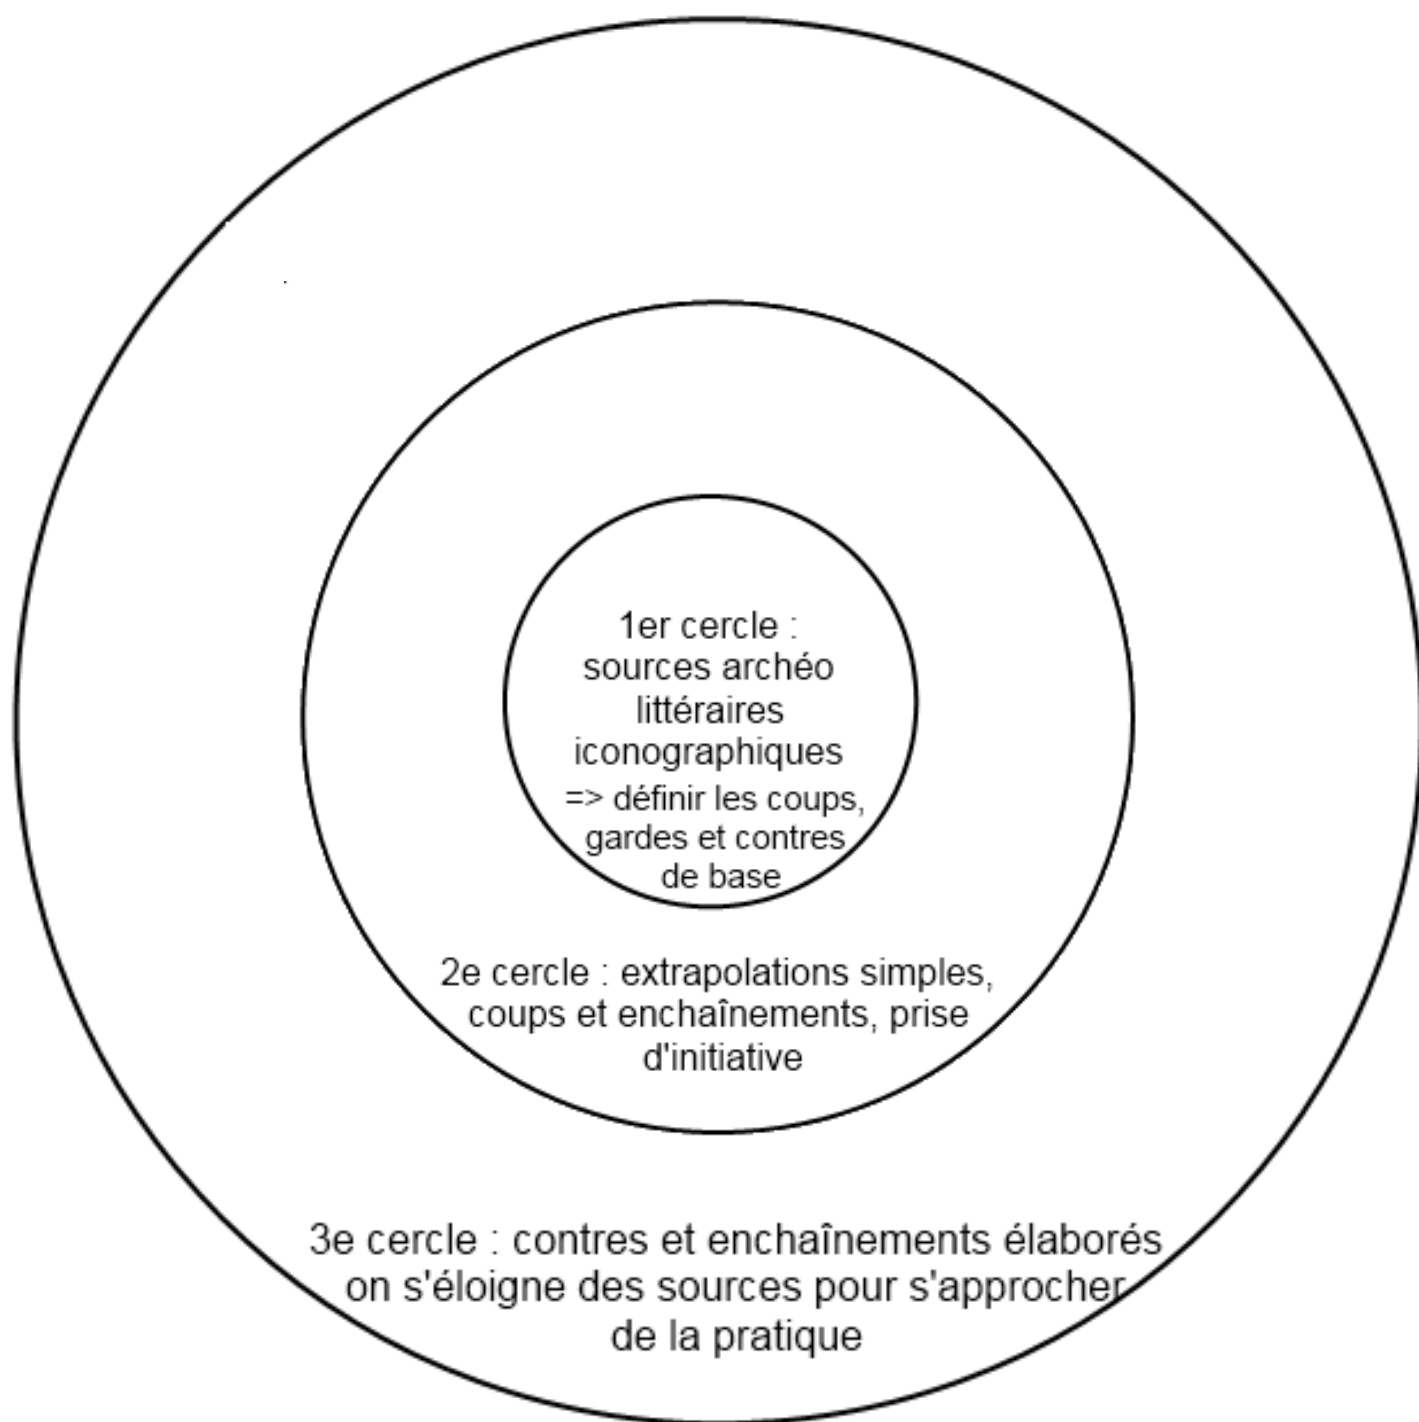 1er cercle :
sources archéo
littéraires
iconographiques
=> définir les coups,
gardes et contres
de base
2e cercle : extrapolations simples,
coups et enchaînements, prise
d'initiative
3e cercle : contres et enchaînements élaborés
on s'éloigne des sources pour s'approcher
de la pratique